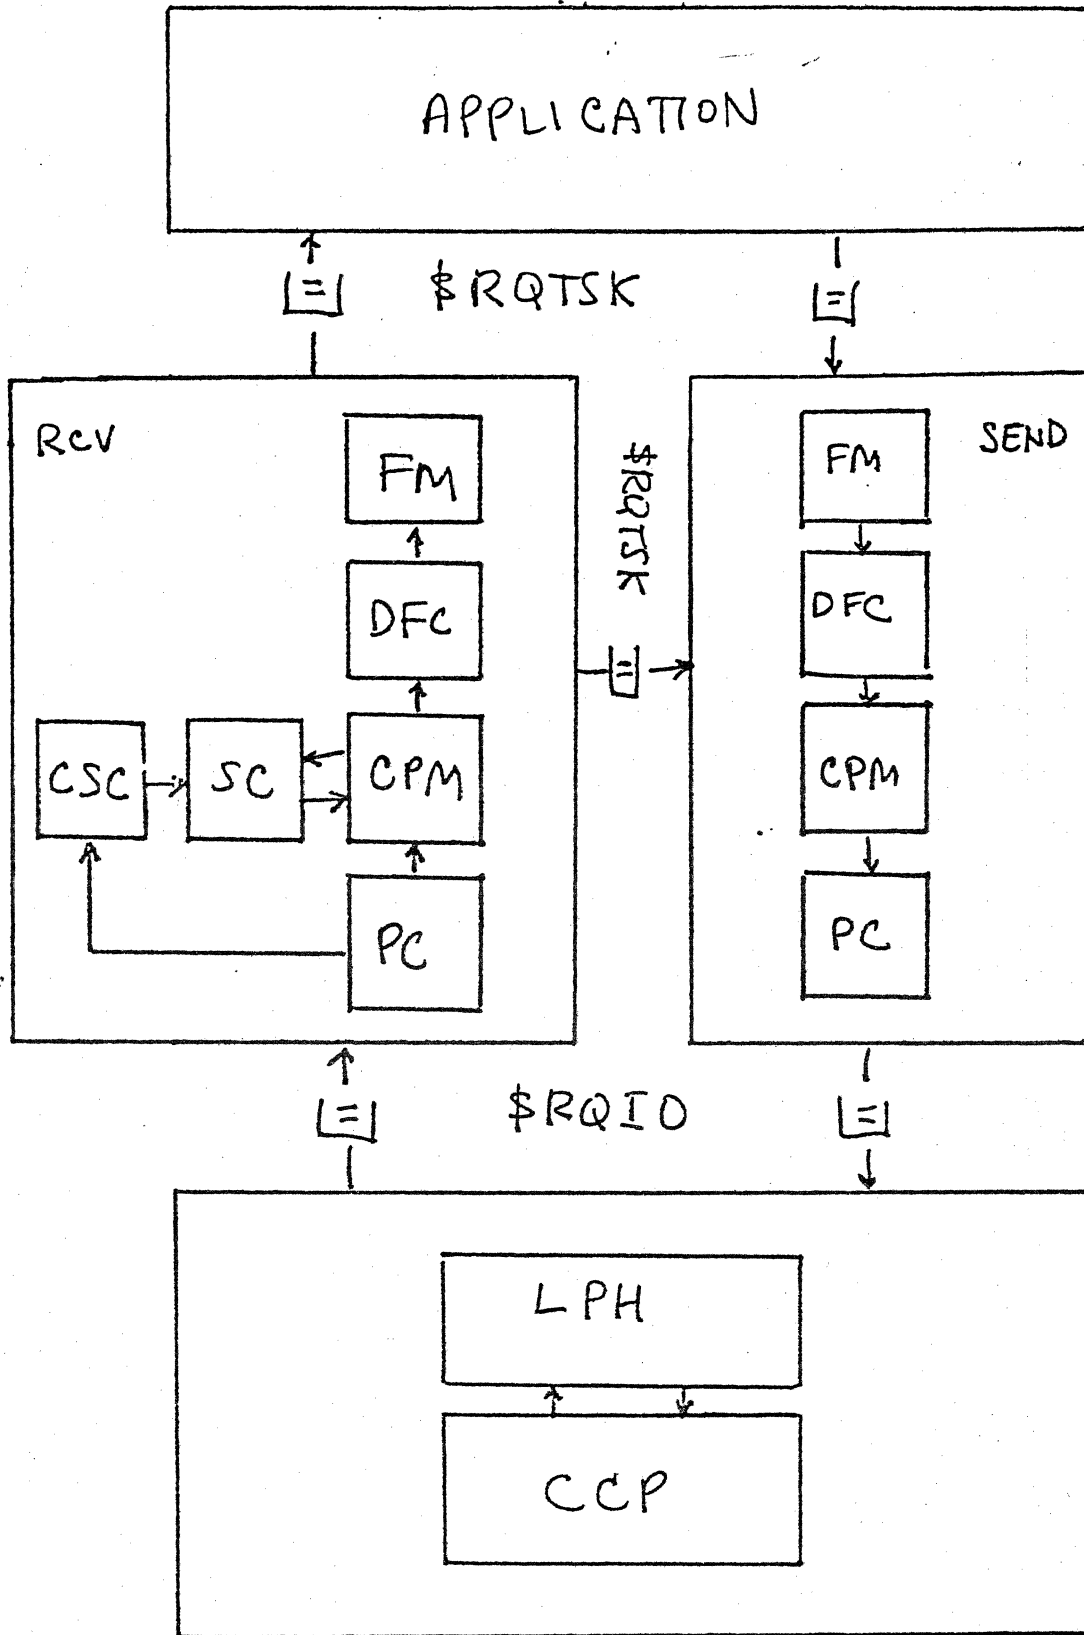 APPLICATION
$RQTSK
RCV
FM
DFC
CSC
SC
CPM
PC
$RQTSK
SEND
FM
DFC
CPM
PC
$RQIO
LPH
CCP